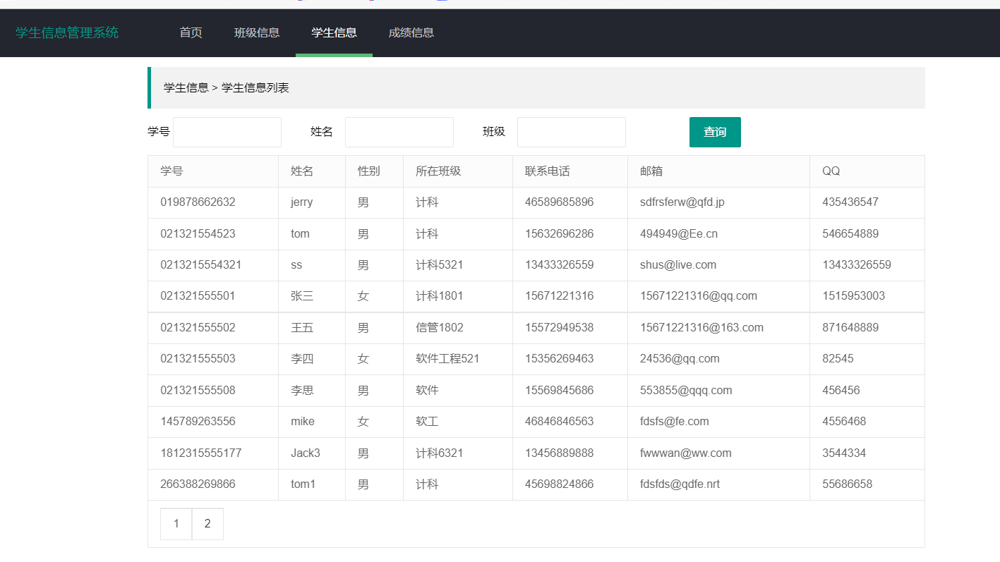 学生信息管理系统 首页 班级信息 学生信息 成绩信息
学生信息 > 学生信息列表
学号 姓名 班级 查询
学号 姓名 性别 所在班级 联系电话 邮箱 QQ
019878662632 jerry 男 计科 46589685896 sdfrsferw@qfd.jp 435436547
021321554523 tom 男 计科 15632696286 494949@Ee.cn 546654889
0213215554321 ss 男 计科5321 13433326559 shus@live.com 13433326559
021321555501 张三 女 计科1801 15671221316 15671221316@qq.com 1515953003
021321555502 王五 男 信管1802 15572949538 15671221316@163.com 871648889
021321555503 李四 女 软件工程521 15356269463 24536@qq.com 82545
021321555508 李思 男 软件 15569845686 553855@qqq.com 456456
145789263556 mike 女 软工 46846846563 fdsfs@fe.com 4556468
1812315555177 Jack3 男 计科6321 13456889888 fwwwan@ww.com 3544334
266388269866 tom1 男 计科 45698824866 fdsfds@qdfe.nrt 55686658
1 2